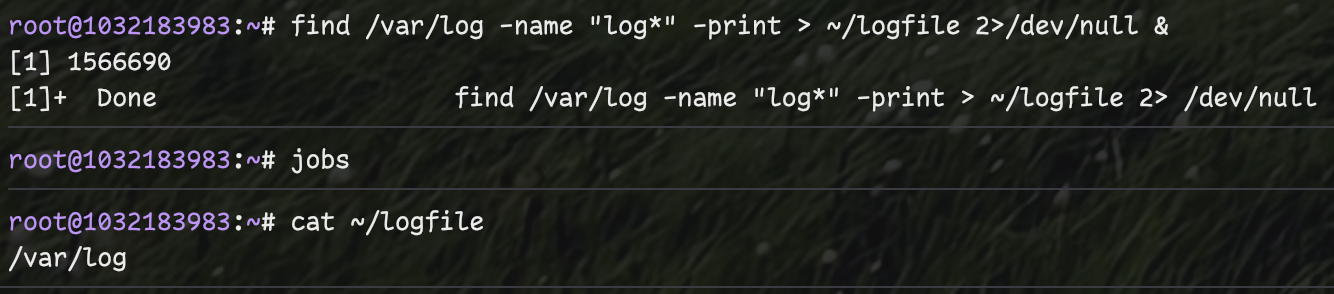 root@1032183983:~# find /var/log -name "log*" -print > ~/logfile 2>/dev/null &
[1] 1566690
[1]+  Done                    find /var/log -name "log*" -print > ~/logfile 2> /dev/null
root@1032183983:~# jobs
root@1032183983:~# cat ~/logfile
/var/log